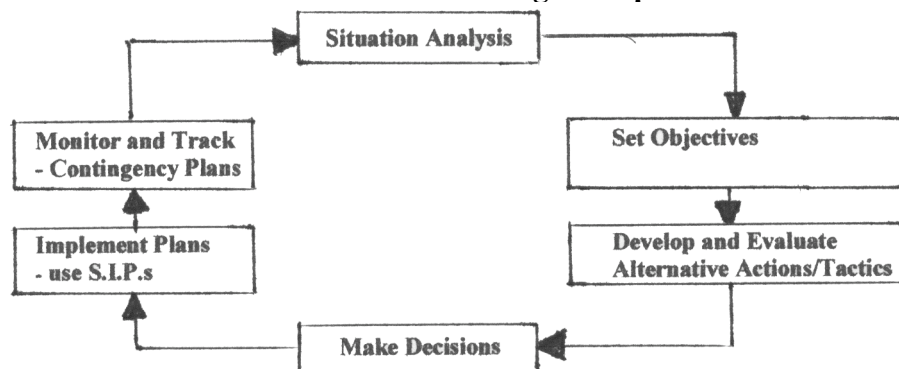 Situation Analysis
Set Objectives
Develop and Evaluate
Alternative Actions/Tactics
Make Decisions
Implement Plans
- use S.I.P.s
Monitor and Track
- Contingency Plans